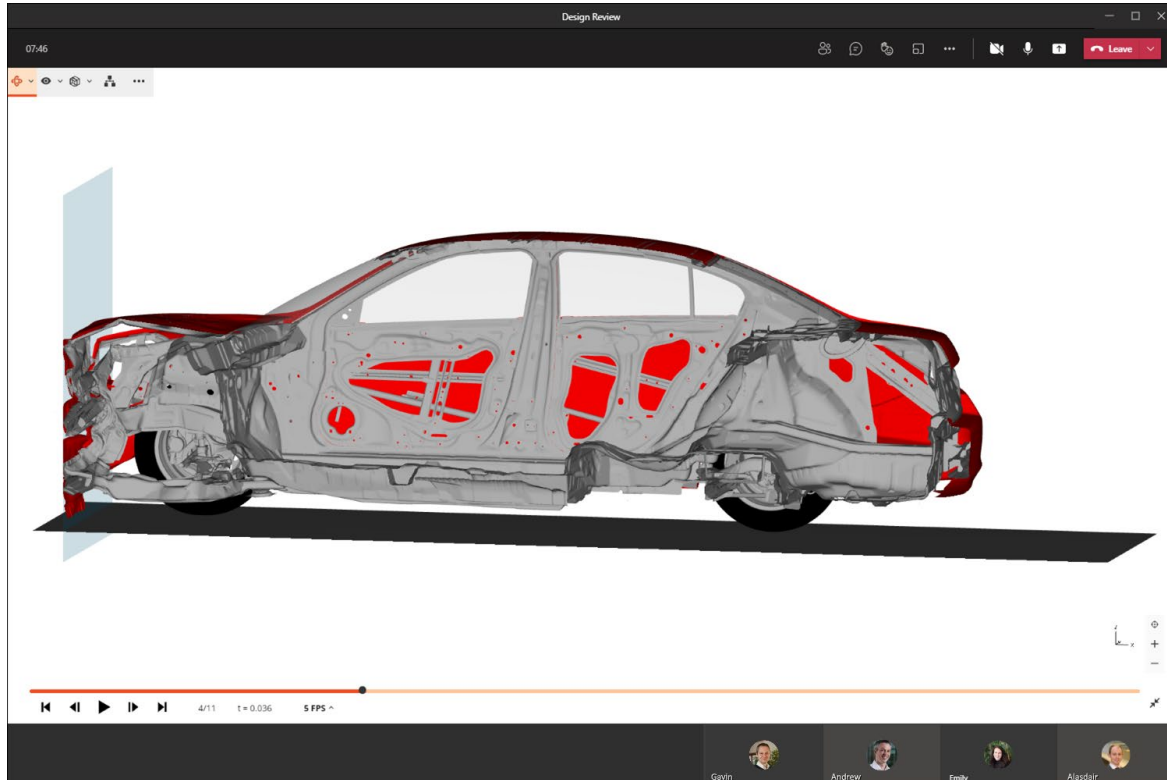 Design Review
07:46
Leave
z
x
4/11 t = 0.036 5 FPS
Gavin Andrew Emily Alasdair